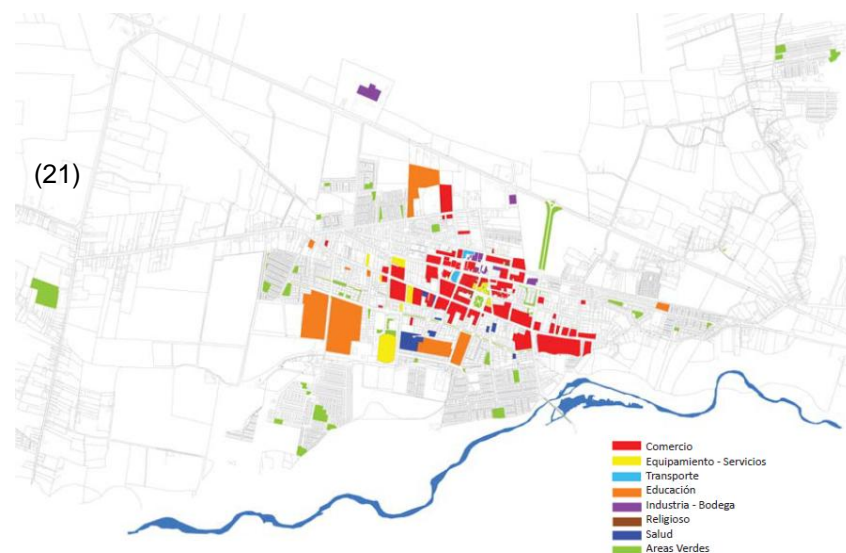 (21)
Comercio
Equipamiento - Servicios
Transporte
Educación
Industria - Bodega
Religioso
Salud
Areas Verdes